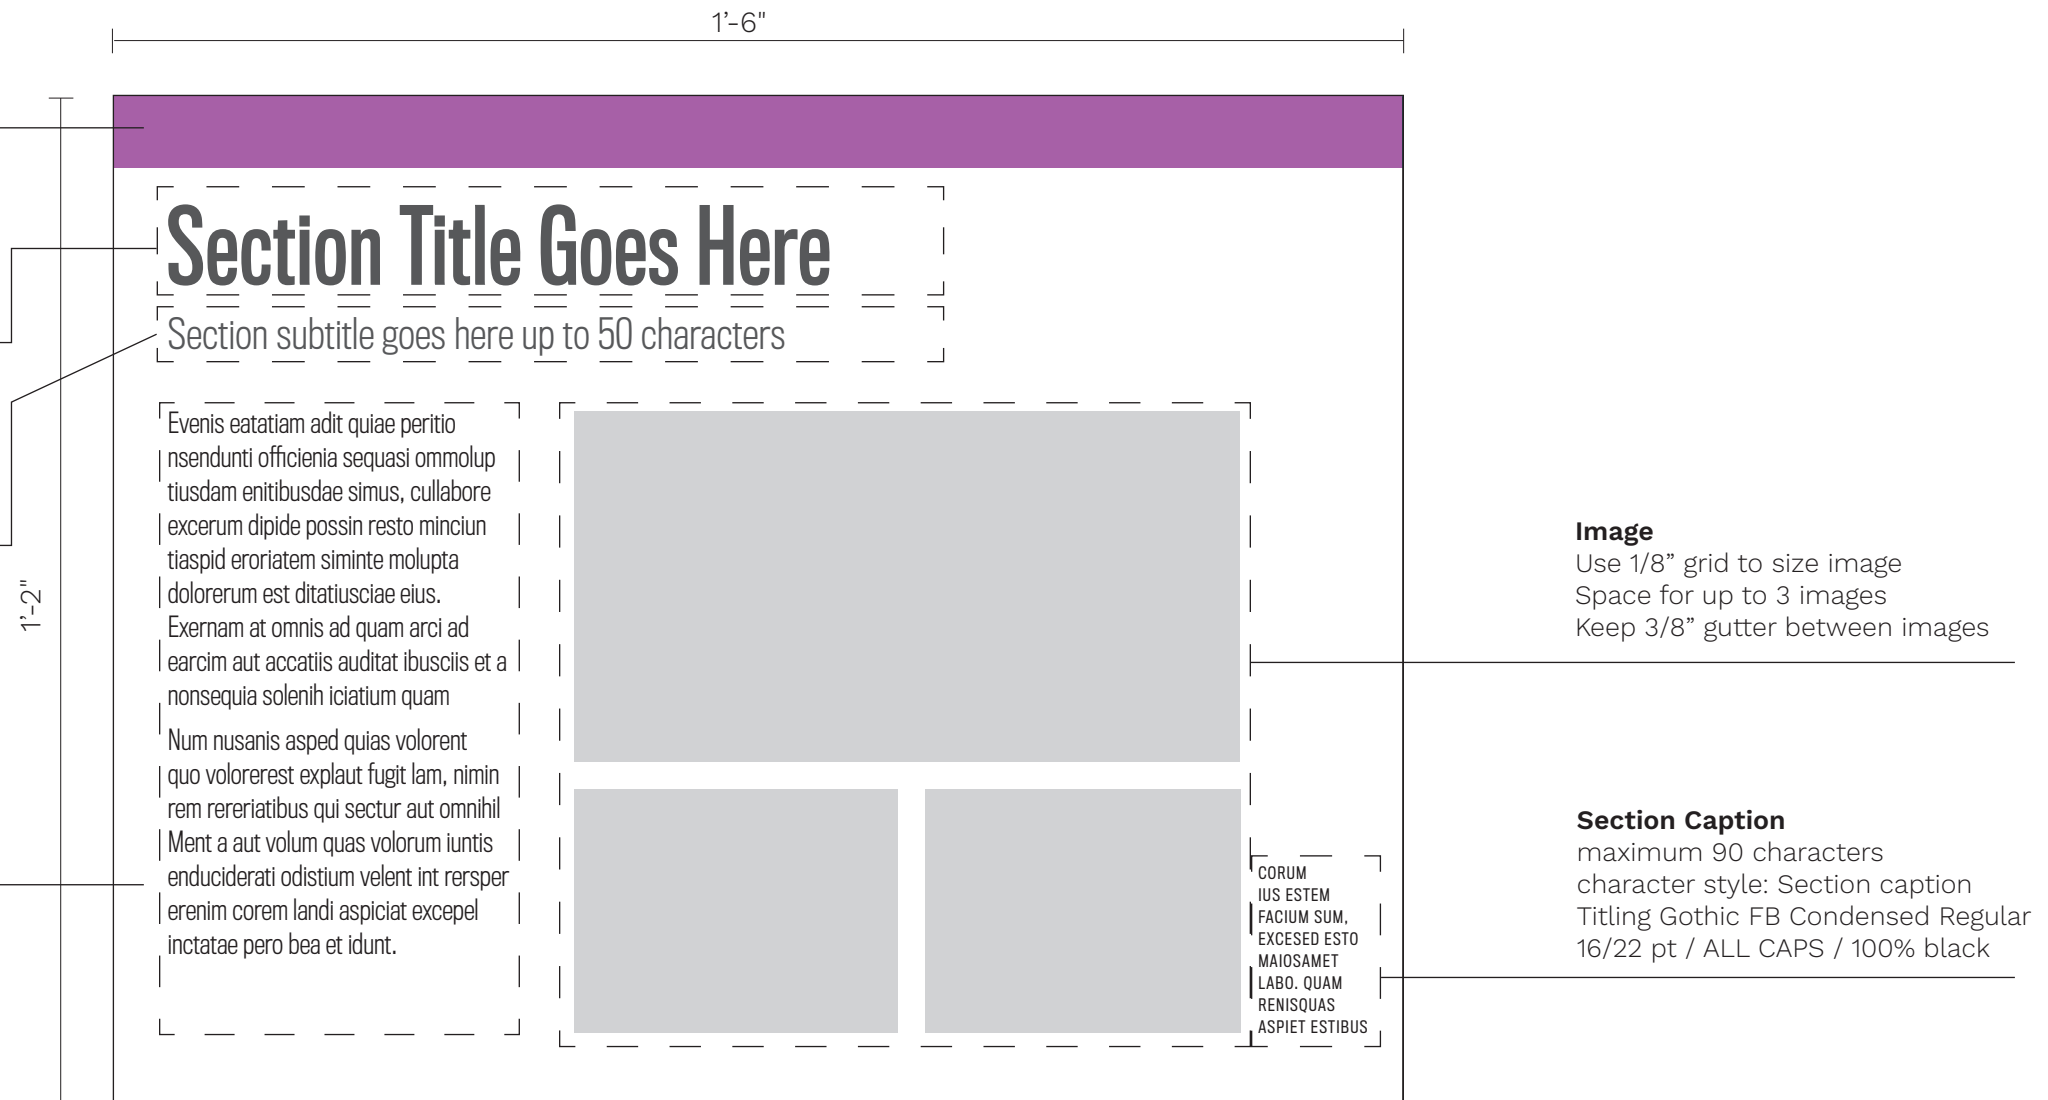 1’-6"
1’-2"
Section Title Goes Here
Section subtitle goes here up to 50 characters
Evenis eatatiam adit quiae peritio
nsendunti officienia sequasi ommolup
tiusdam enitibusdae simus, cullabore
excerum dipide possin resto minciun
tiaspid eroriatem siminte molupta
dolorerum est ditatiusciae eius.
Exernam at omnis ad quam arci ad
earcim aut accatiis auditat ibusciis et a
nonsequia solenih iciatium quam
Num nusanis asped quias volorent
quo volorerest explaut fugit lam, nimin
rem rereriatibus qui sectur aut omnihil
Ment a aut volum quas volorum iuntis
enduciderati odistium velent int rersper
erenim corem landi aspiciat excepel
inctatae pero bea et idunt.
CORUM
IUS ESTEM
FACIUM SUM,
EXCESED ESTO
MAIOSAMET
LABO. QUAM
RENISQUAS
ASPIET ESTIBUS
Image
Use 1/8” grid to size image
Space for up to 3 images
Keep 3/8” gutter between images
Section Caption
maximum 90 characters
character style: Section caption
Titling Gothic FB Condensed Regular
16/22 pt / ALL CAPS / 100% black